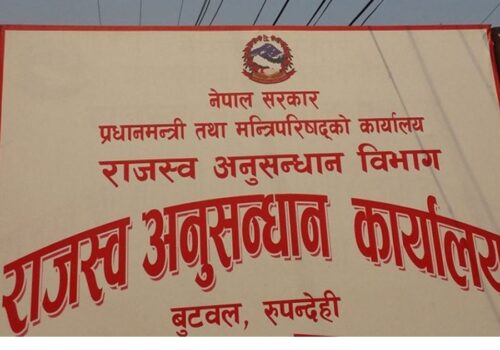 नेपाल सरकार
प्रधानमन्त्री तथा मन्त्रिपरिषद्को कार्यालय
राजस्व अनुसन्धान विभाग
राजस्व अनुसन्धान कार्यालय
बुटवल, रुपन्देही